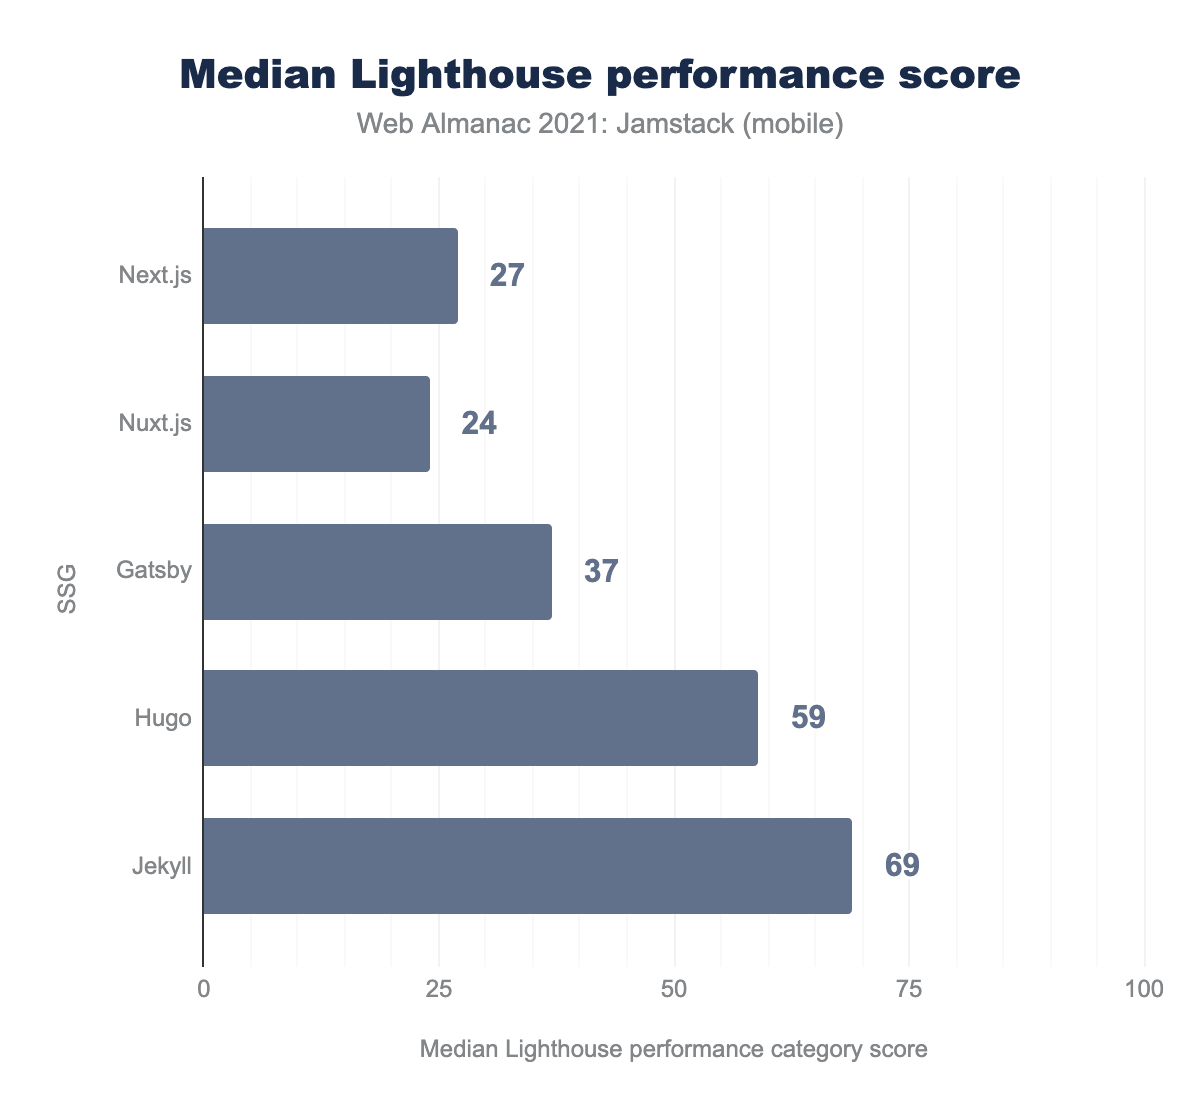 Median Lighthouse performance score
Web Almanac 2021: Jamstack (mobile)
SSG
Next.js
27
Nuxt.js
24
Gatsby
37
Hugo
59
Jekyll
69
0 25 50 75 100
Median Lighthouse performance category score